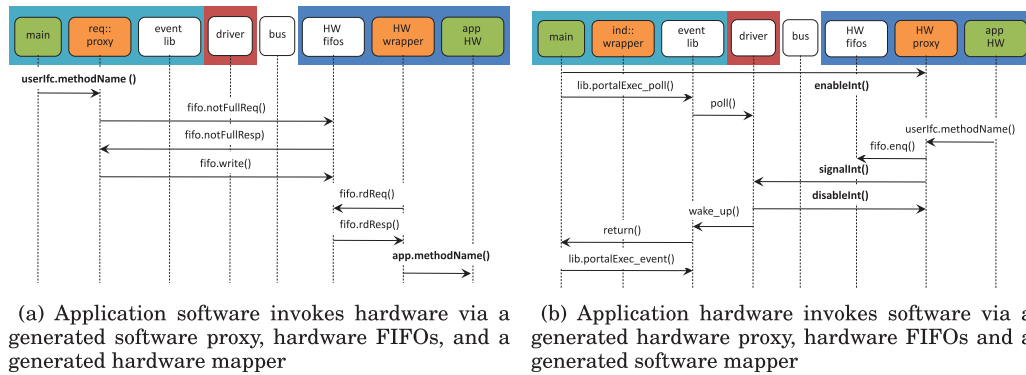 main
req::
proxy
event
lib
driver
bus
HW
fifos
HW
wrapper
app
HW
userIfc.methodName ()
fifo.notFullReq()
fifo.notFullResp)
fifo.write()
fifo.rdReq()
fifo.rdResp()
app.methodName()
(a) Application software invokes hardware via a
generated software proxy, hardware FIFOs, and a
generated hardware mapper
main
ind::
wrapper
event
lib
driver
bus
HW
fifos
HW
proxy
app
HW
enableInt()
lib.portalExec_poll()
poll()
userIfc.methodName()
fifo.enq()
signalInt()
disableInt()
wake_up()
return()
lib.portalExec_event()
(b) Application hardware invokes software via a
generated hardware proxy, hardware FIFOs and a
generated software mapper